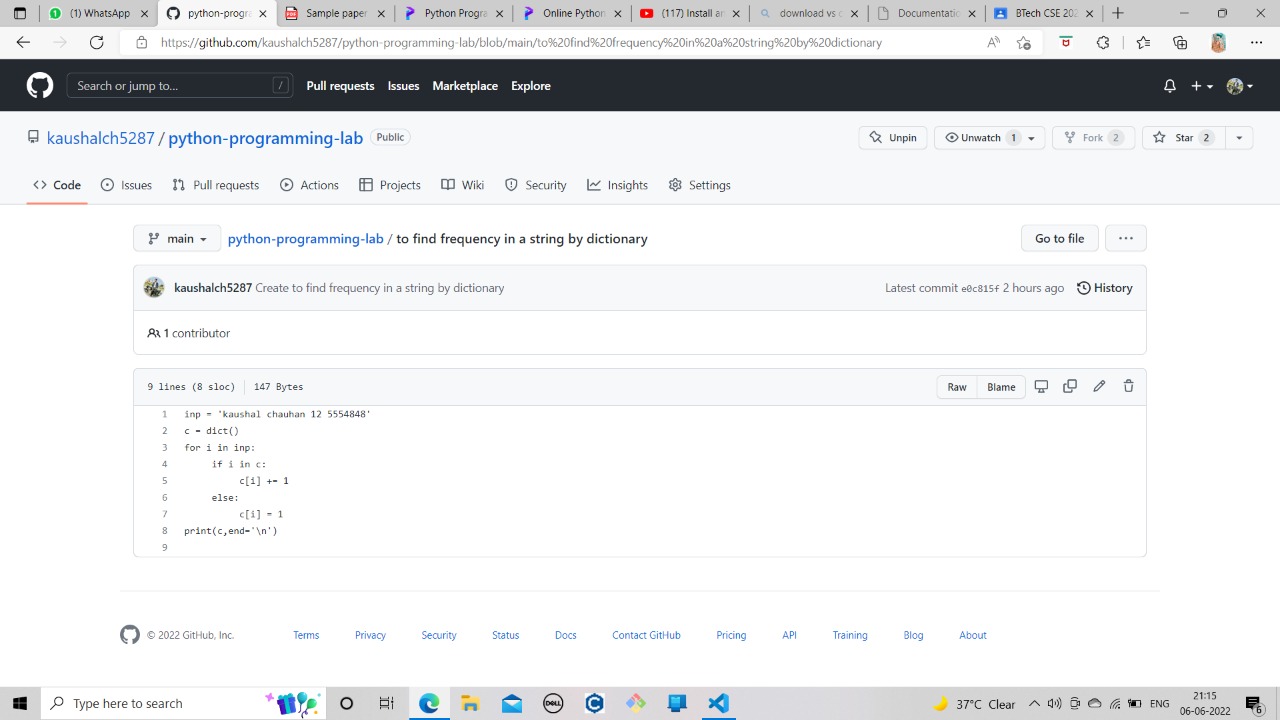 (1) WhatsApp
python-progra
Sample paper
Python Progra
Online Python
(117) Install a
download vs c
Documentatio
BTech CSE 202
https://github.com/kaushalch5287/python-programming-lab/blob/main/to%20find%20frequency%20in%20a%20string%20by%20dictionary
Search or jump to...
/
Pull requests
Issues
Marketplace
Explore
kaushalch5287 / python-programming-lab
Public
Unpin
Unwatch 1
Fork 2
Star 2
Code
Issues
Pull requests
Actions
Projects
Wiki
Security
Insights
Settings
main
python-programming-lab / to find frequency in a string by dictionary
Go to file
kaushalch5287 Create to find frequency in a string by dictionary
Latest commit e0c815f 2 hours ago
History
1 contributor
9 lines (8 sloc) 147 Bytes
Raw
Blame
1 inp = 'kaushal chauhan 12 5554848'
2 c = dict()
3 for i in inp:
4 if i in c:
5 c[i] += 1
6 else:
7 c[i] = 1
8 print(c,end='\n')
9
© 2022 GitHub, Inc.
Terms
Privacy
Security
Status
Docs
Contact GitHub
Pricing
API
Training
Blog
About
Type here to search
DELL
37°C Clear
ENG
21:15
06-06-2022
6